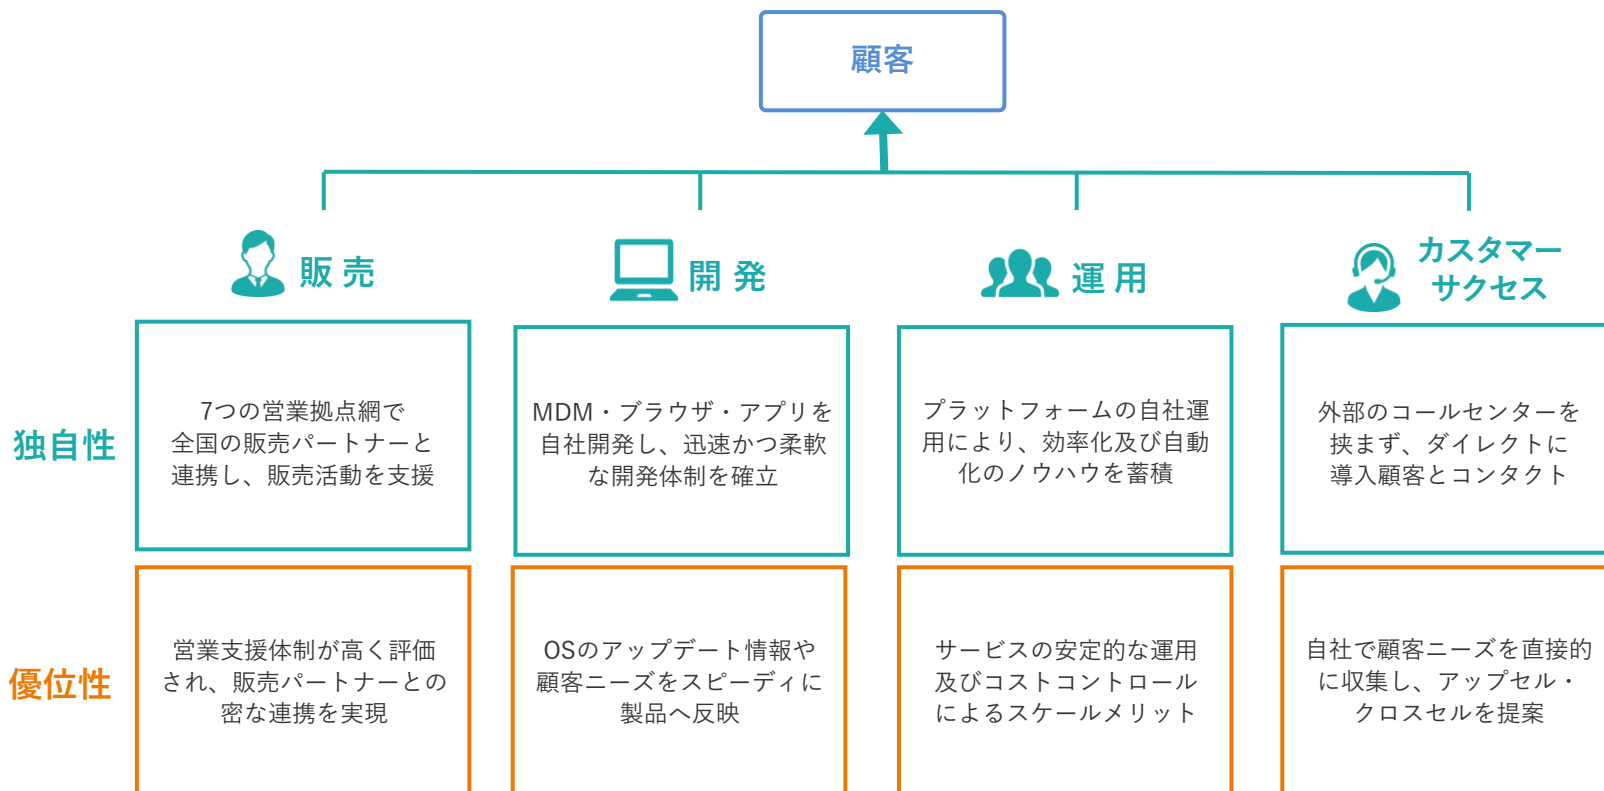 顧客
販売
開発
運用
カスタマー
サクセス
独自性
7つの営業拠点網で
全国の販売パートナーと
連携し、販売活動を支援
MDM・ブラウザ・アプリを
自社開発し、迅速かつ柔軟
な開発体制を確立
プラットフォームの自社運
用により、効率化及び自動
化のノウハウを蓄積
外部のコールセンターを
挟まず、ダイレクトに
導入顧客とコンタクト
優位性
営業支援体制が高く評価
され、販売パートナーとの
密な連携を実現
OSのアップデート情報や
顧客ニーズをスピーディに
製品へ反映
サービスの安定的な運用
及びコストコントロール
によるスケールメリット
自社で顧客ニーズを直接的
に収集し、アップセル・
クロスセルを提案